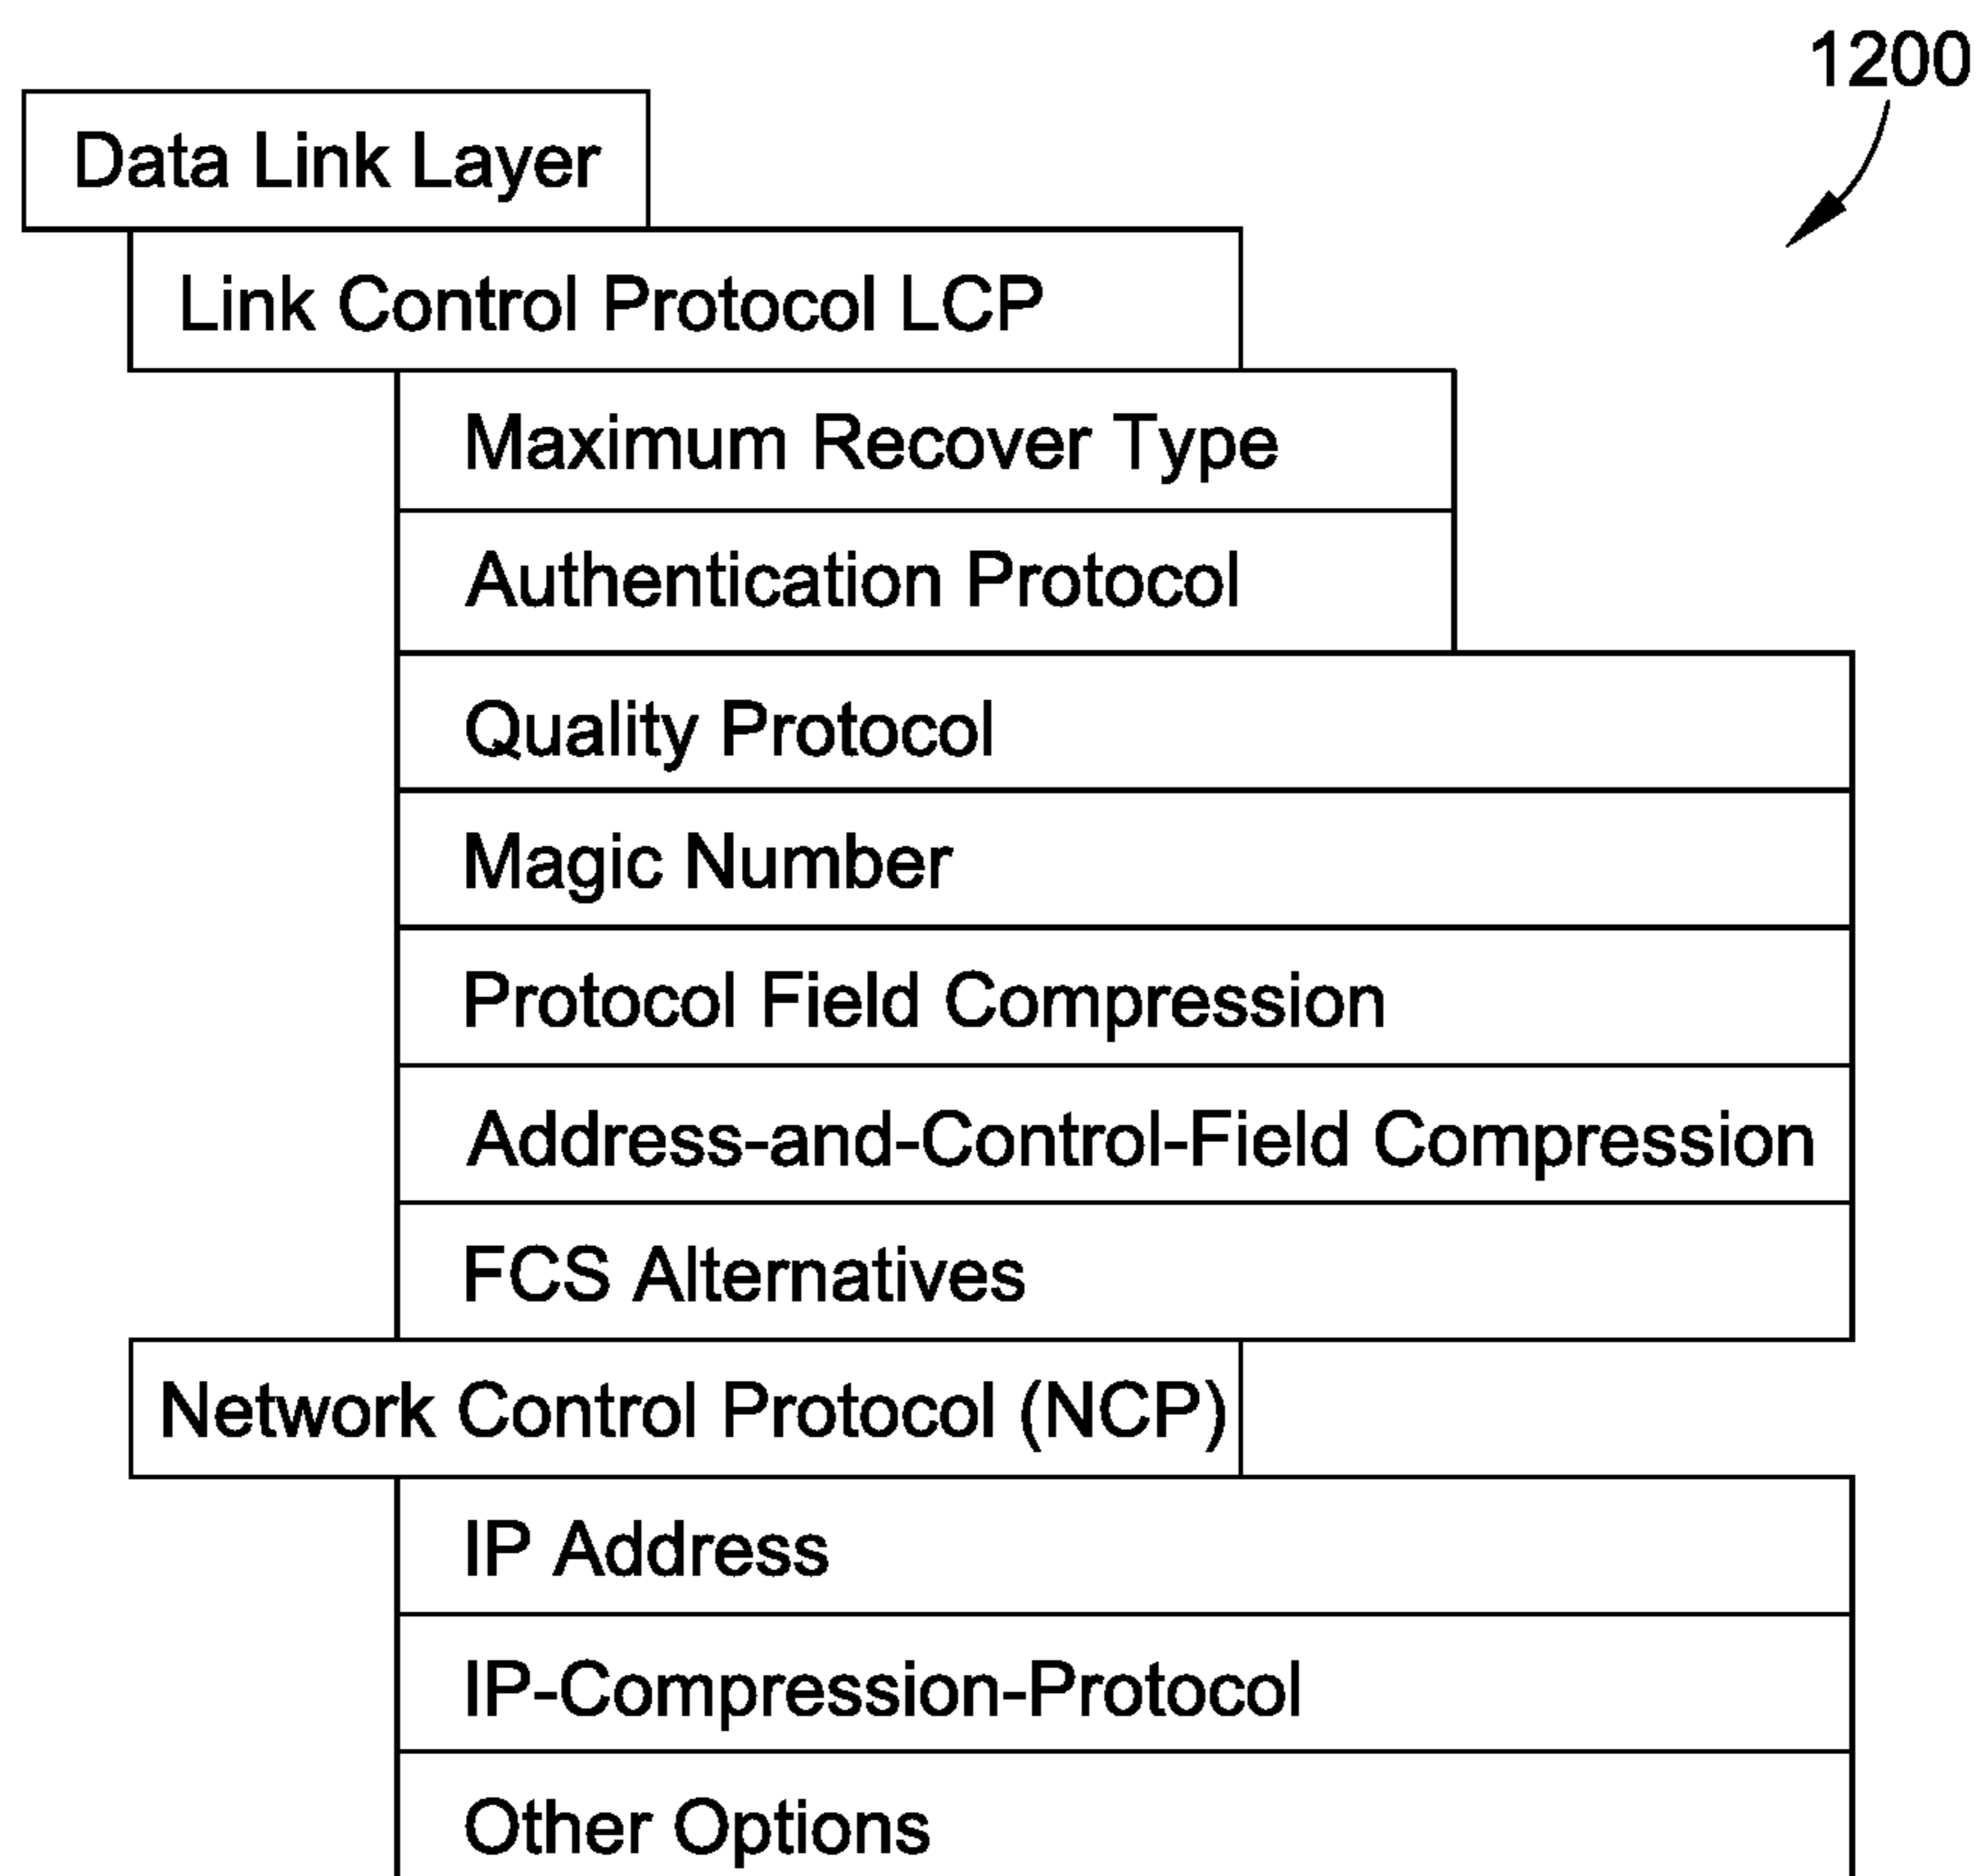 1200
Data Link Layer
Link Control Protocol LCP
Maximum Recover Type
Authentication Protocol
Quality Protocol
Magic Number
Protocol Field Compression
Address-and-Control-Field Compression
FCS Alternatives
Network Control Protocol (NCP)
IP Address
IP-Compression-Protocol
Other Options